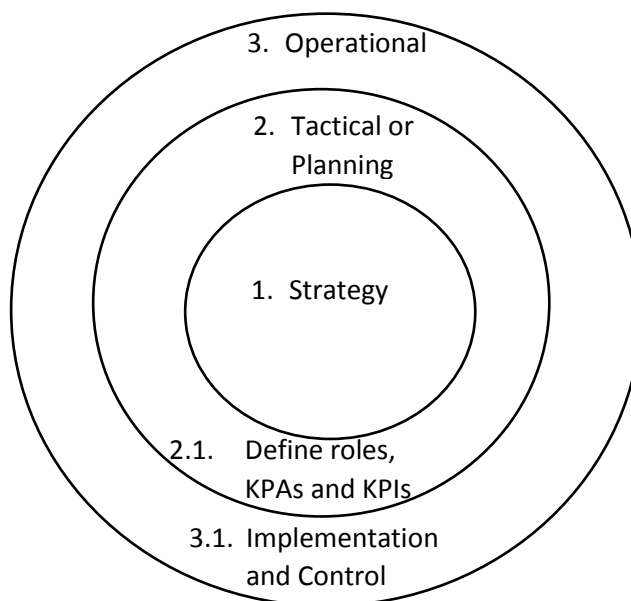 3. Operational
2. Tactical or
Planning
1. Strategy
2.1. Define roles,
KPAs and KPIs
3.1. Implementation
and Control